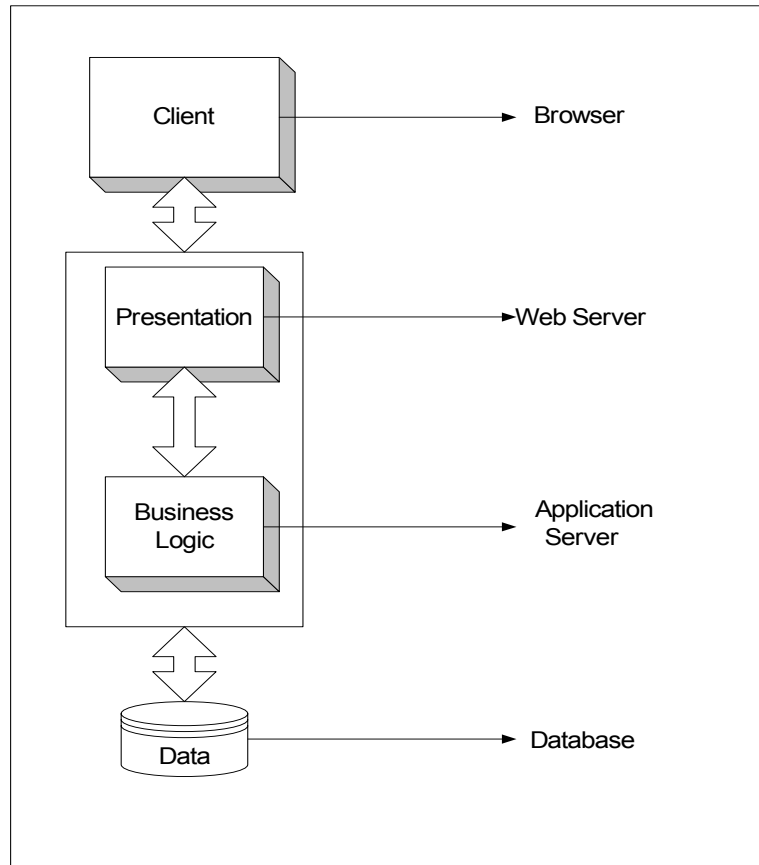 Client
Browser
Presentation
Web Server
Business
Logic
Application
Server
Data
Database